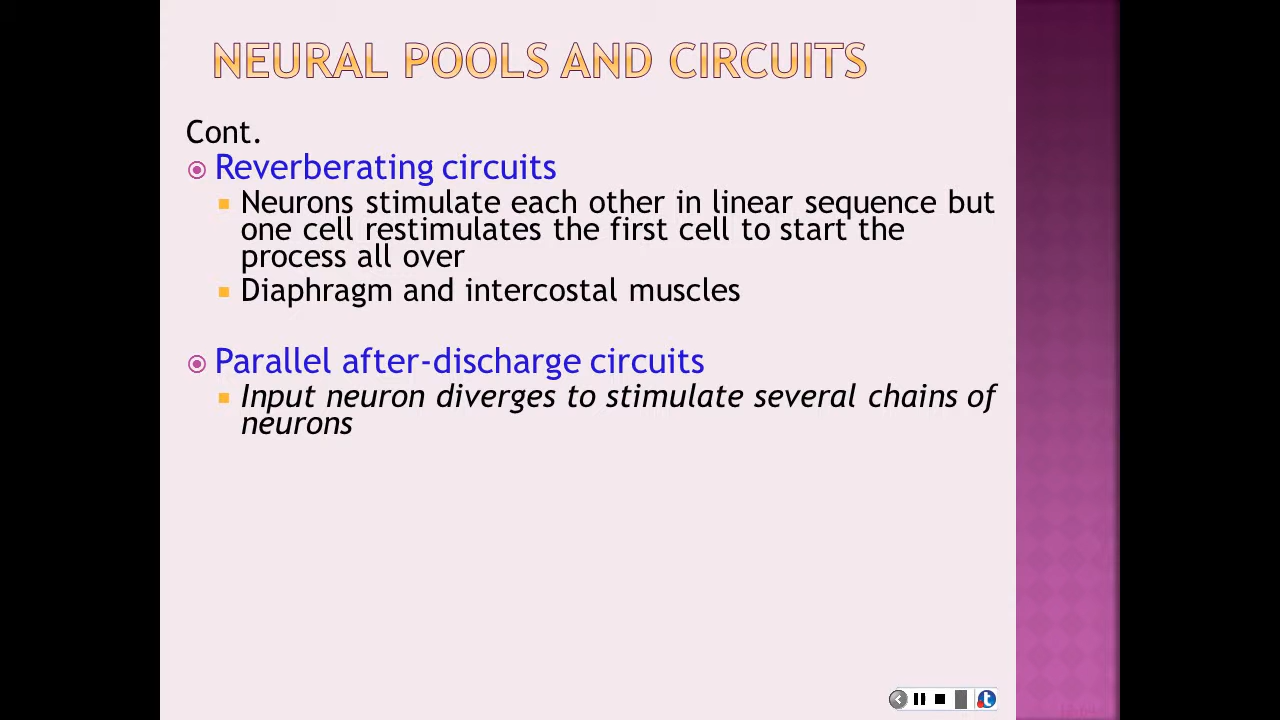 NEURAL POOLS AND CIRCUITS
Cont.
Reverberating circuits
Neurons stimulate each other in linear sequence but
one cell restimulates the first cell to start the
process all over
Diaphragm and intercostal muscles
Parallel after-discharge circuits
Input neuron diverges to stimulate several chains of
neurons
t